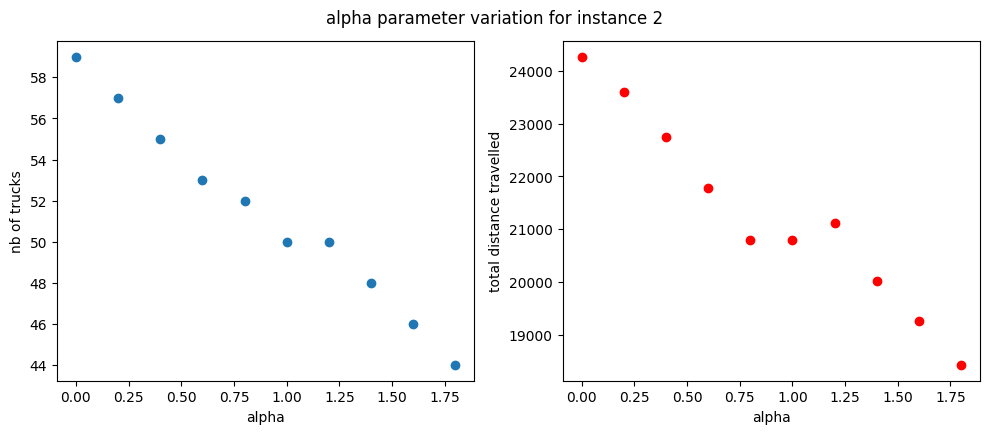 alpha parameter variation for instance 2
nb of trucks
58
56
54
52
50
48
46
44
0.00 0.25 0.50 0.75 1.00 1.25 1.50 1.75
alpha
total distance travelled
24000
23000
22000
21000
20000
19000
0.00 0.25 0.50 0.75 1.00 1.25 1.50 1.75
alpha